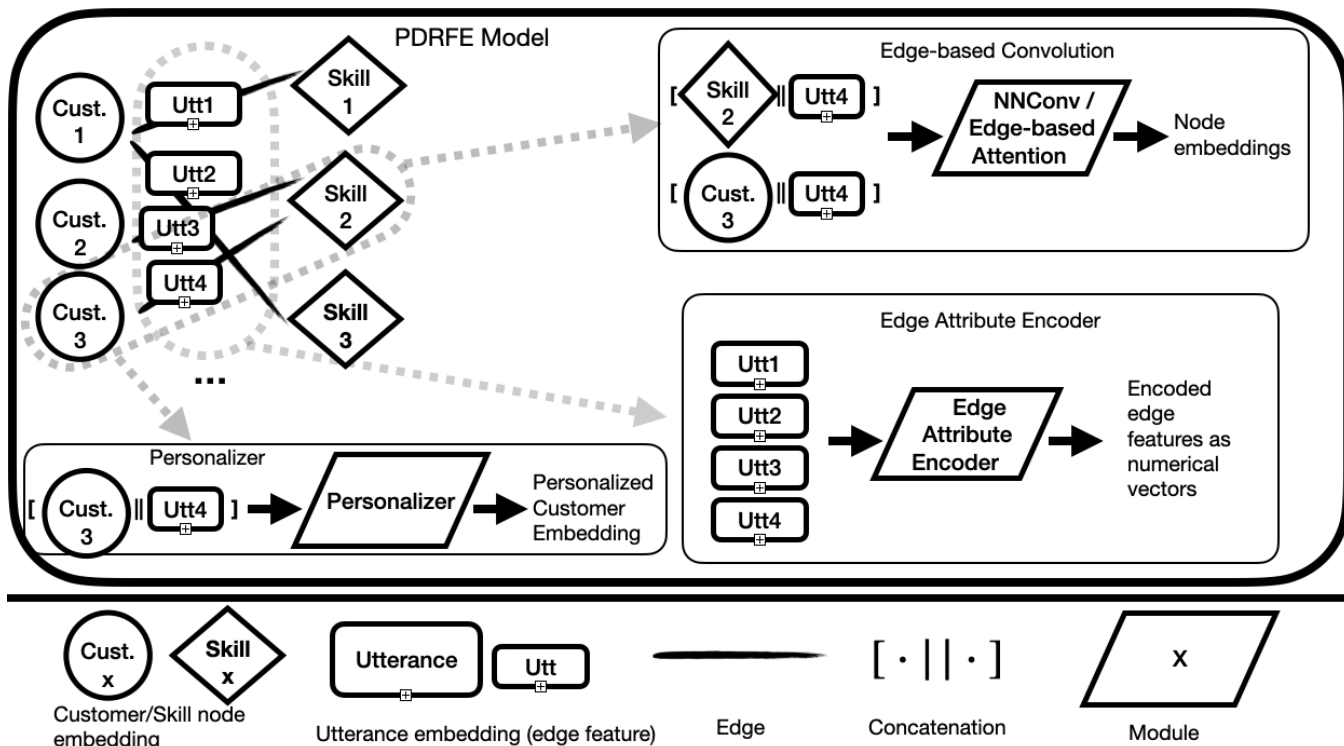 PDRFE Model
Cust.
1
Utt1
Skill
1
Utt2
Cust.
2
Utt3
Skill
2
Utt4
Cust.
3
Skill
3
...
Edge-based Convolution
[
Skill
2
||
Utt4
]
[
Cust.
3
||
Utt4
]
NNConv /
Edge-based
Attention
Node
embeddings
Edge Attribute Encoder
Utt1
Utt2
Utt3
Utt4
Edge
Attribute
Encoder
Encoded
edge
features as
numerical
vectors
Personalizer
[
Cust.
3
||
Utt4
]
Personalizer
Personalized
Customer
Embedding
Cust.
x
Skill
x
Customer/Skill node
embedding
Utterance
Utt
Utterance embedding (edge feature)
Edge
[ · || · ]
Concatenation
X
Module